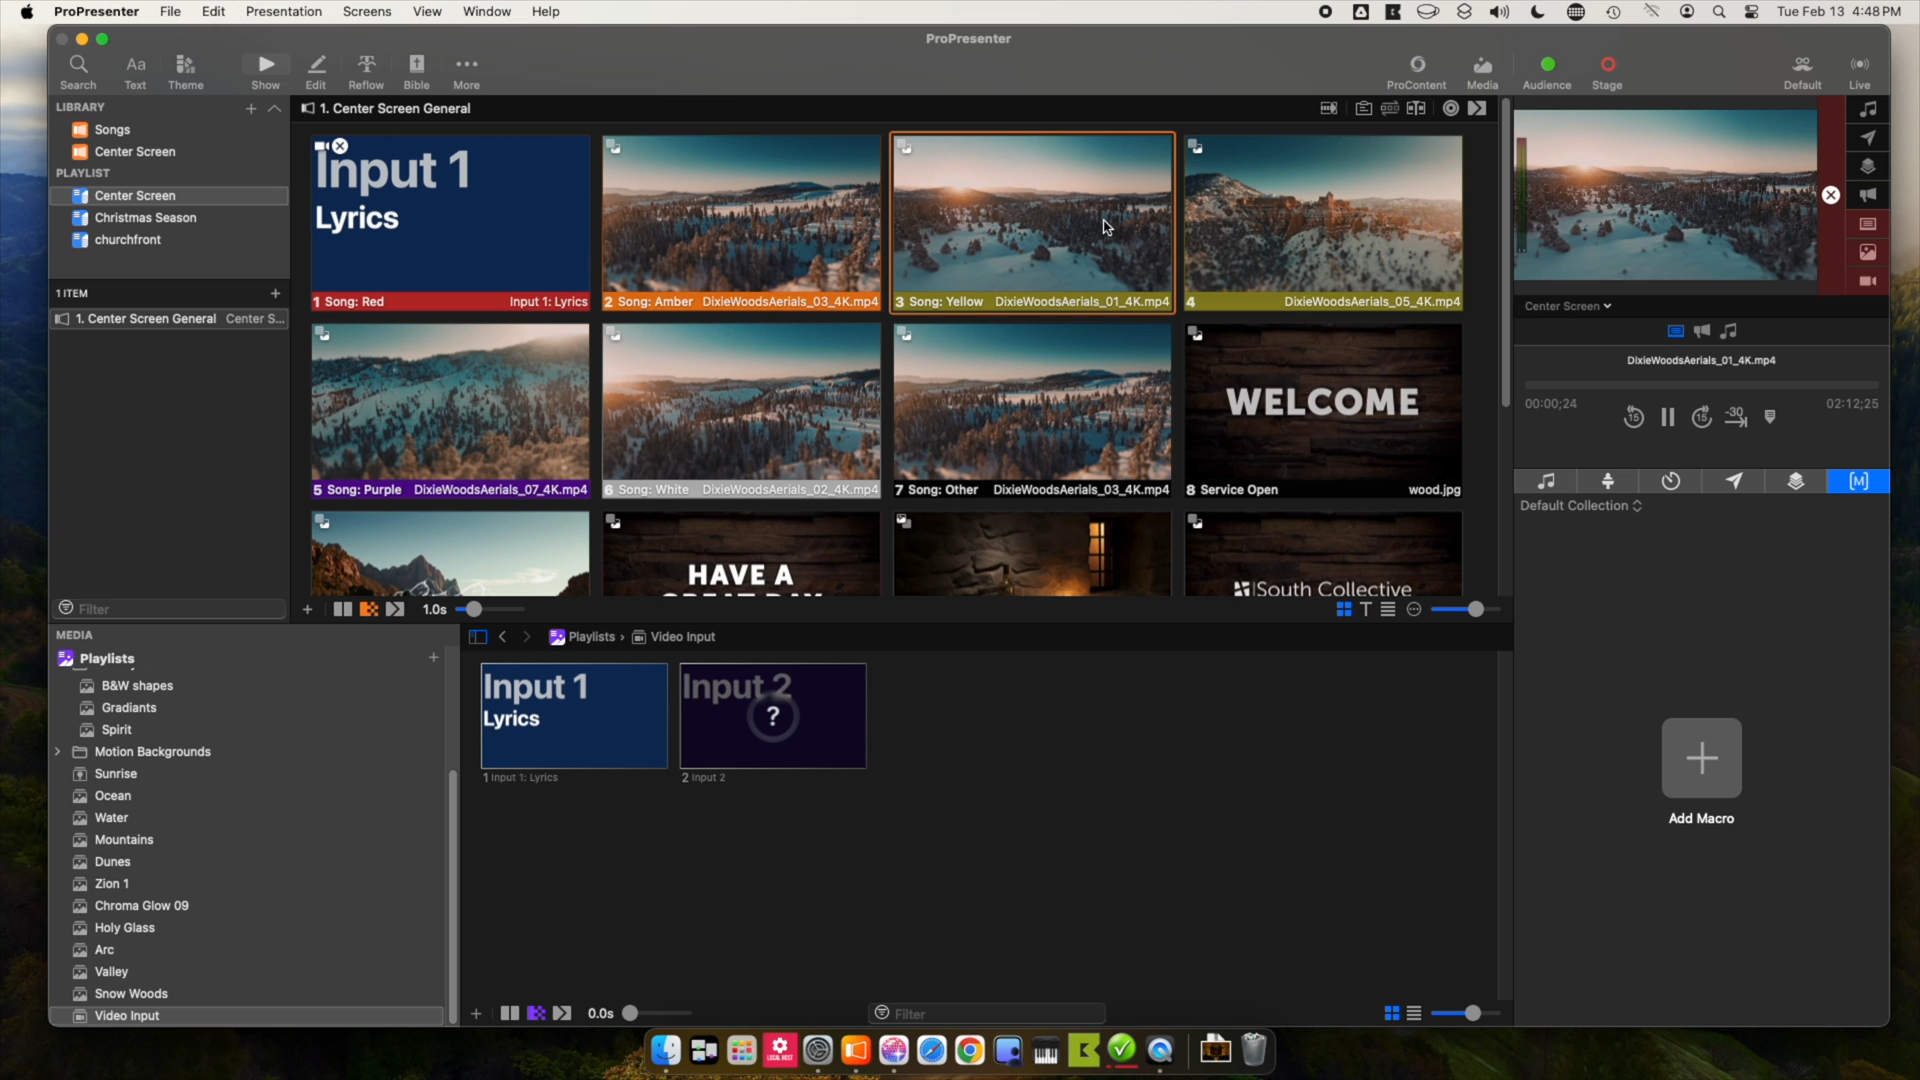 ProPresenter File Edit Presentation Screens View Window Help
Tue Feb 13 4:48 PM
ProPresenter
Search Text Theme Show Edit Reflow Bible More
ProContent Media Audience Stage Default Live
LIBRARY
Songs
Center Screen
PLAYLIST
Center Screen
Christmas Season
churchfront
1 ITEM
1. Center Screen General Center S...
Filter
1. Center Screen General
Input 1
Lyrics
1 Song: Red Input 1: Lyrics
2 Song: Amber DixieWoodsAerials_03_4K.mp4
3 Song: Yellow DixieWoodsAerials_01_4K.mp4
4 DixieWoodsAerials_05_4K.mp4
5 Song: Purple DixieWoodsAerials_07_4K.mp4
6 Song: White DixieWoodsAerials_02_4K.mp4
7 Song: Other DixieWoodsAerials_03_4K.mp4
WELCOME
8 Service Open wood.jpg
HAVE A
GREAT DAY
South Collective
1.0s
Center Screen
DixieWoodsAerials_01_4K.mp4
00:00;24
02:12;25
15
15
-30
[M]
Default Collection
Add Macro
MEDIA
Playlists
B&W shapes
Gradiants
Spirit
Motion Backgrounds
Sunrise
Ocean
Water
Mountains
Dunes
Zion 1
Chroma Glow 09
Holy Glass
Arc
Valley
Snow Woods
Video Input
Playlists › Video Input
Input 1
Lyrics
1 Input 1: Lyrics
Input 2
?
2 Input 2
0.0s
Filter
LOCAL HOST